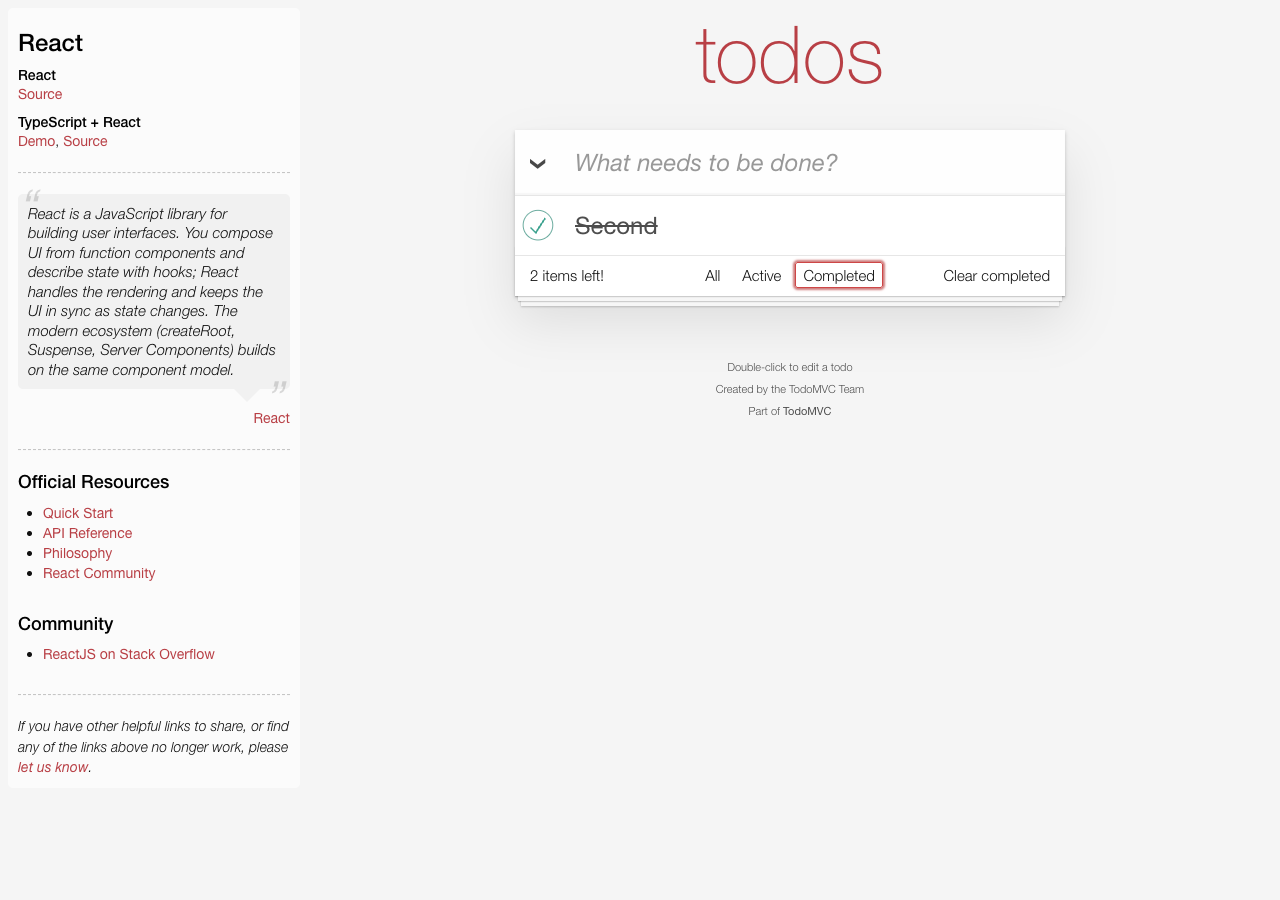 React
React
Source
TypeScript + React
Demo, Source
“
React is a JavaScript library for
building user interfaces. You compose
UI from function components and
describe state with hooks; React
handles the rendering and keeps the
UI in sync as state changes. The
modern ecosystem (createRoot,
Suspense, Server Components) builds
on the same component model.
”
React
Official Resources
• Quick Start
• API Reference
• Philosophy
• React Community
Community
• ReactJS on Stack Overflow
If you have other helpful links to share, or find
any of the links above no longer work, please
let us know.
todos
What needs to be done?
Second
2 items left! All Active Completed Clear completed
Double-click to edit a todo
Created by the TodoMVC Team
Part of TodoMVC